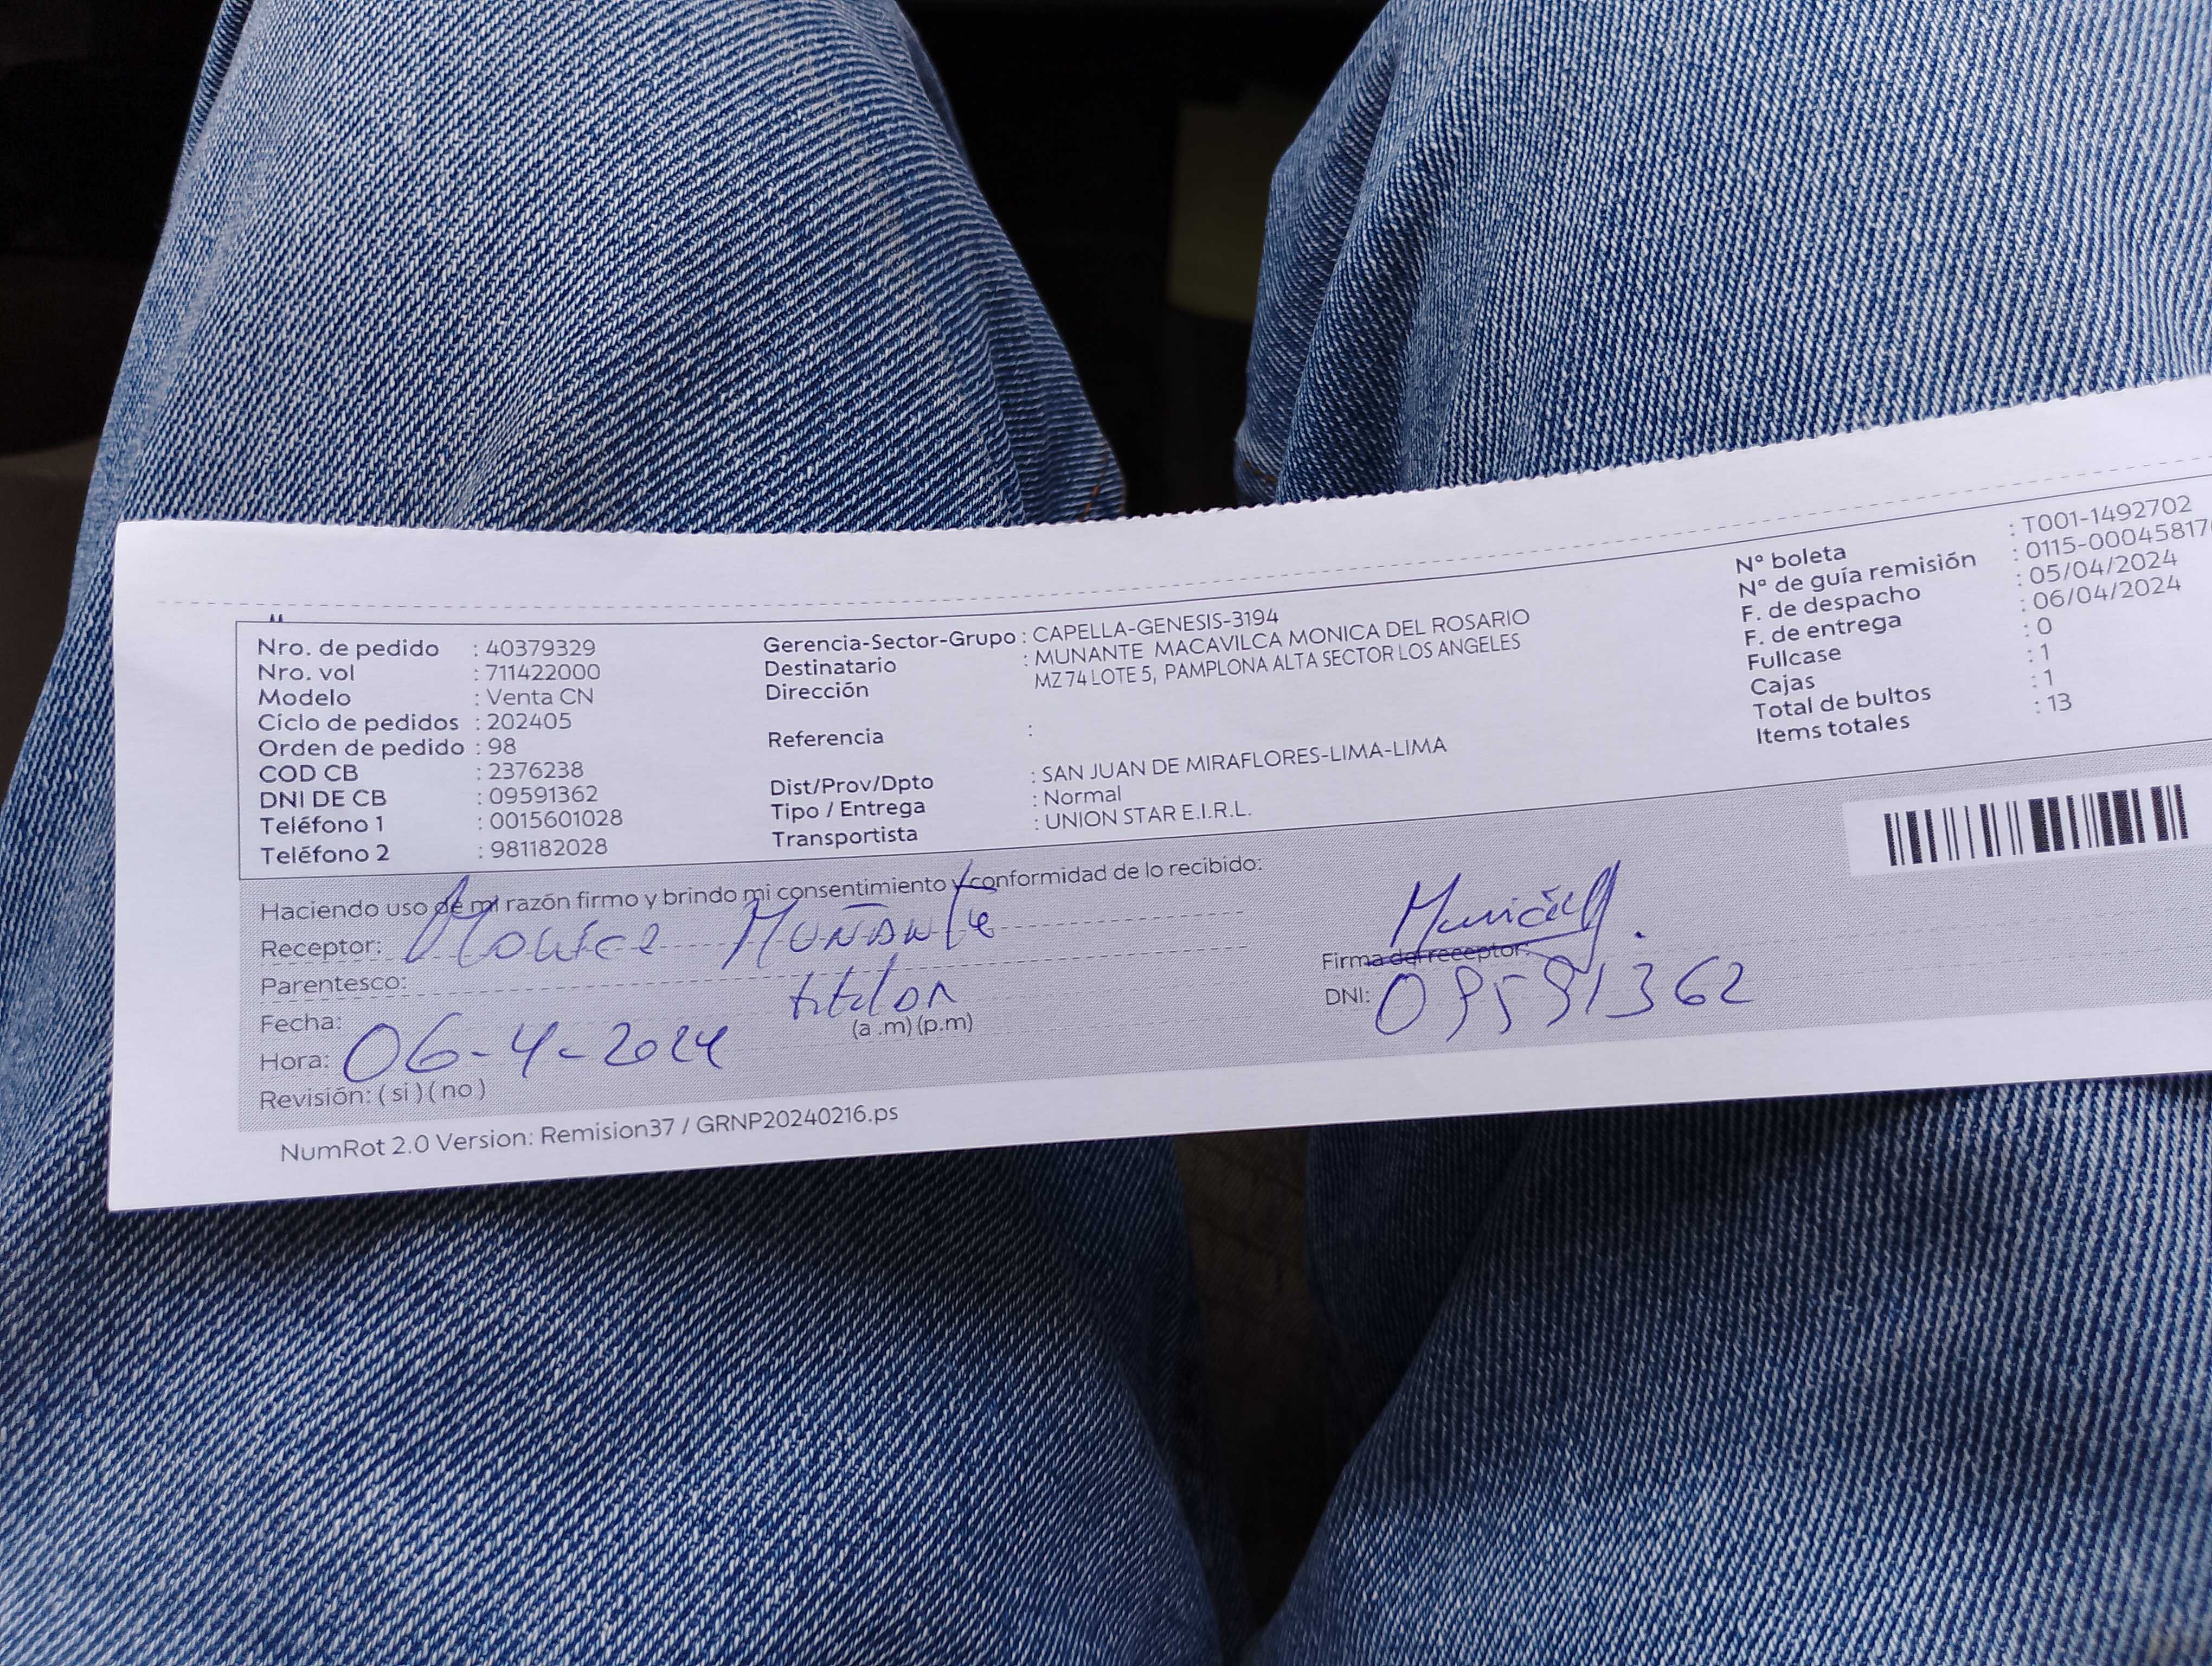 Nro. de pedido : 40379329
Nro. vol : 711422000
Modelo : Venta CN
Ciclo de pedidos : 202405
Orden de pedido : 98
COD CB : 2376238
DNI DE CB : 09591362
Teléfono 1 : 0015601028
Teléfono 2 : 981182028
Gerencia-Sector-Grupo : CAPELLA-GENESIS-3194
Destinatario : MUNANTE MACAVILCA MONICA DEL ROSARIO
Dirección MZ 74 LOTE 5, PAMPLONA ALTA SECTOR LOS ANGELES
Referencia :
Dist/Prov/Dpto : SAN JUAN DE MIRAFLORES-LIMA-LIMA
Tipo / Entrega : Normal
Transportista : UNION STAR E.I.R.L.
Nº boleta : T001-1492702
Nº de guía remisión : 0115-00045817
F. de despacho : 05/04/2024
F. de entrega : 06/04/2024
Fullcase : 0
Cajas : 1
Total de bultos : 1
Items totales : 13
Haciendo uso de mi razón firmo y brindo mi consentimiento y conformidad de lo recibido:
Receptor: Monica Muñante
Parentesco: titular
Fecha: 06-4-2024
Hora: (a .m) (p.m)
Revisión: ( si ) ( no )
Firma del receptor:
DNI: 09591362
NumRot 2.0 Version: Remision37 / GRNP20240216.ps